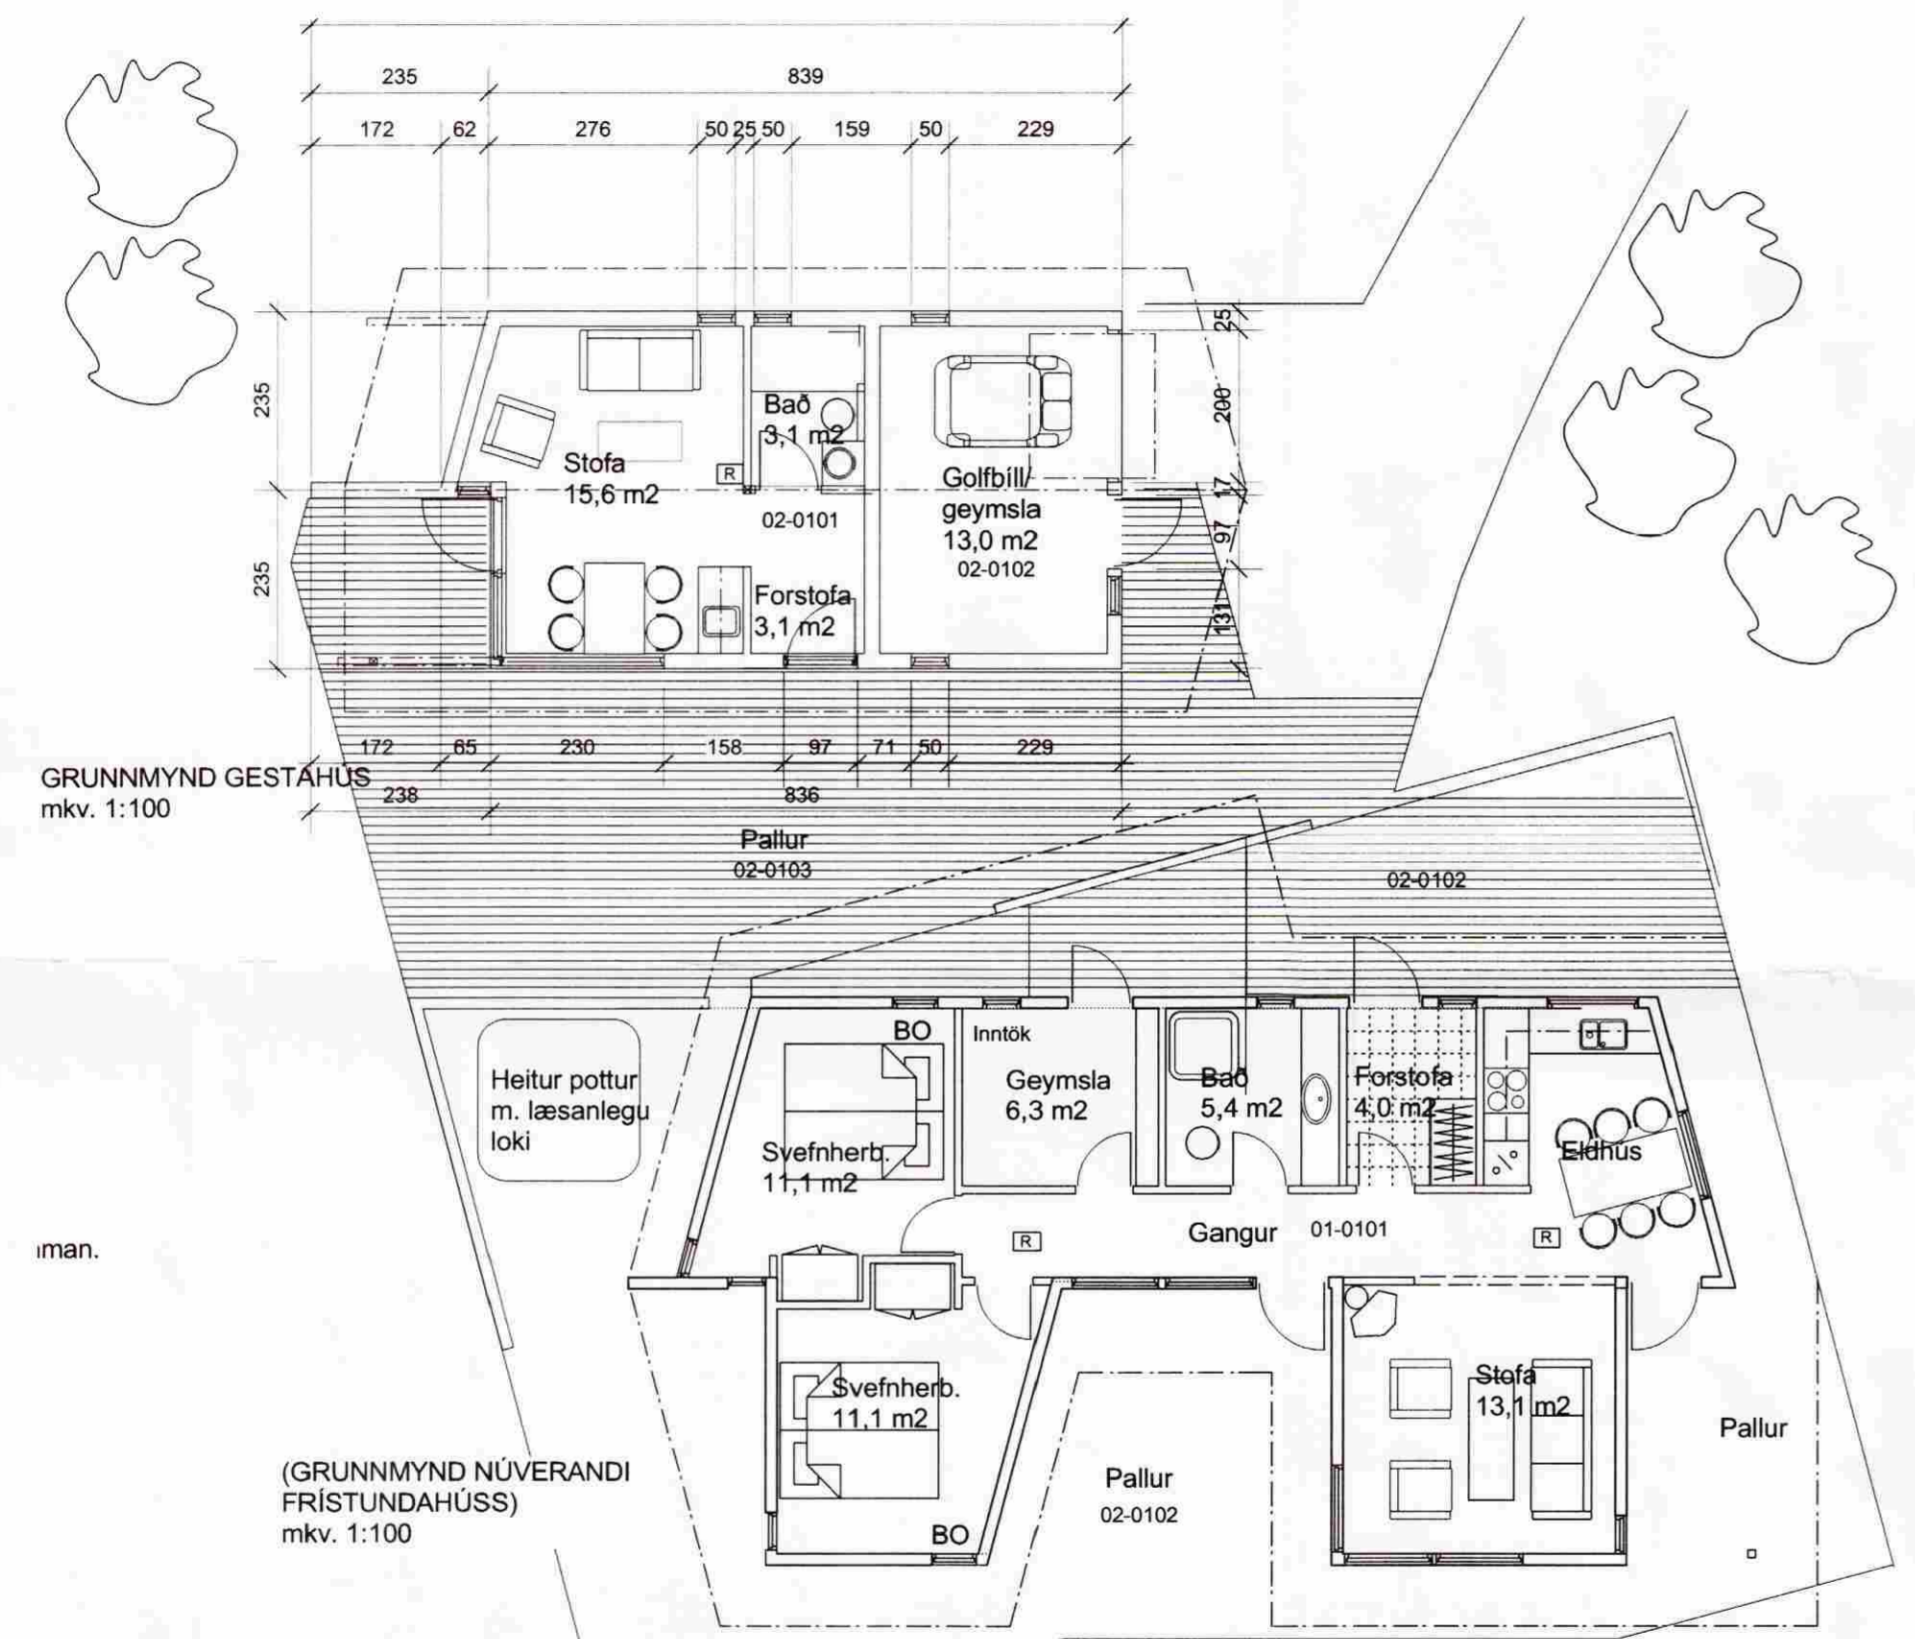 235 839
172 62 276 50 25 50 159 50 229
25
200
17
97
131
235
235
Bað
3,1 m2
Stofa
15,6 m2
R
02-0101
Golfbíll/
geymsla
13,0 m2
02-0102
Forstofa
3,1 m2
172 65 230 158 97 71 50 229
238 836
GRUNNMYND GESTAHÚS
mkv. 1:100
Pallur
02-0103
02-0102
Heitur pottur
m. læsanlegu
loki
BO
Svefnherb.
11,1 m2
Inntök
Geymsla
6,3 m2
Bað
5,4 m2
Forstofa
4,0 m2
Eldhús
R
Gangur 01-0101
R
man.
Svefnherb.
11,1 m2
BO
Stofa
13,1 m2
Pallur
Pallur
02-0102
(GRUNNMYND NÚVERANDI
FRÍSTUNDAHÚSS)
mkv. 1:100